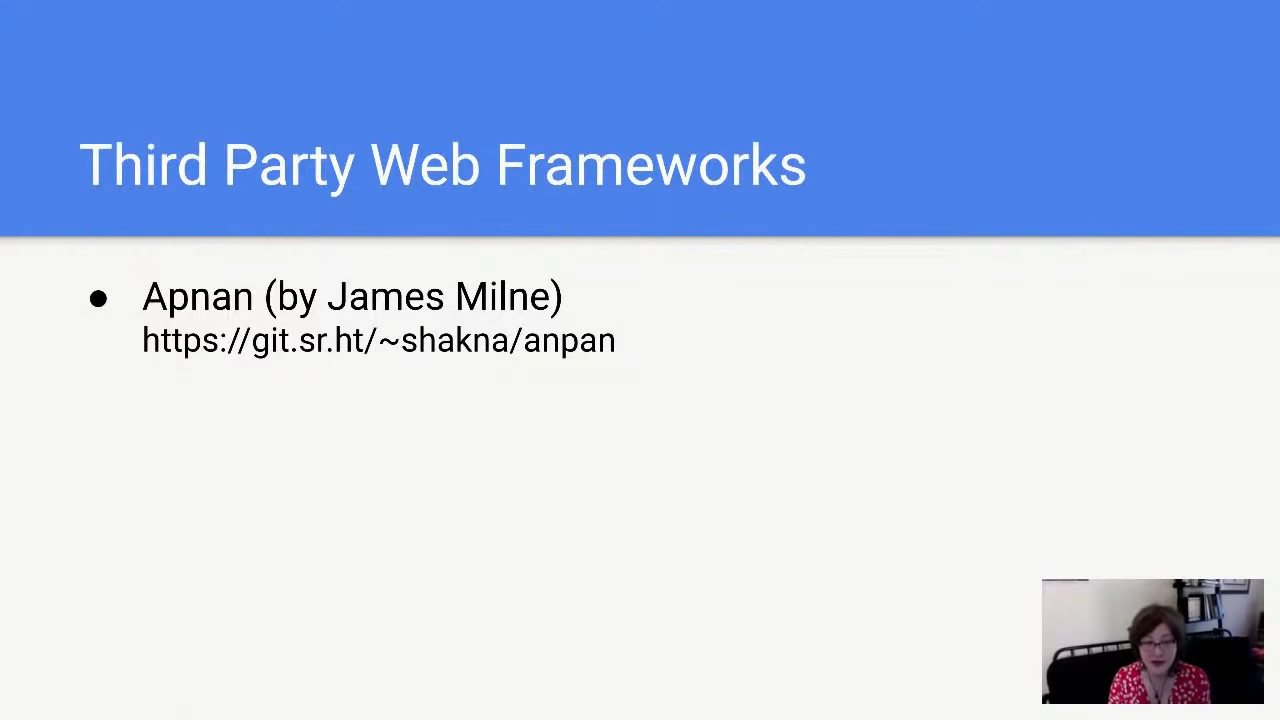 Third Party Web Frameworks
● Apnan (by James Milne)
https://git.sr.ht/~shakna/anpan